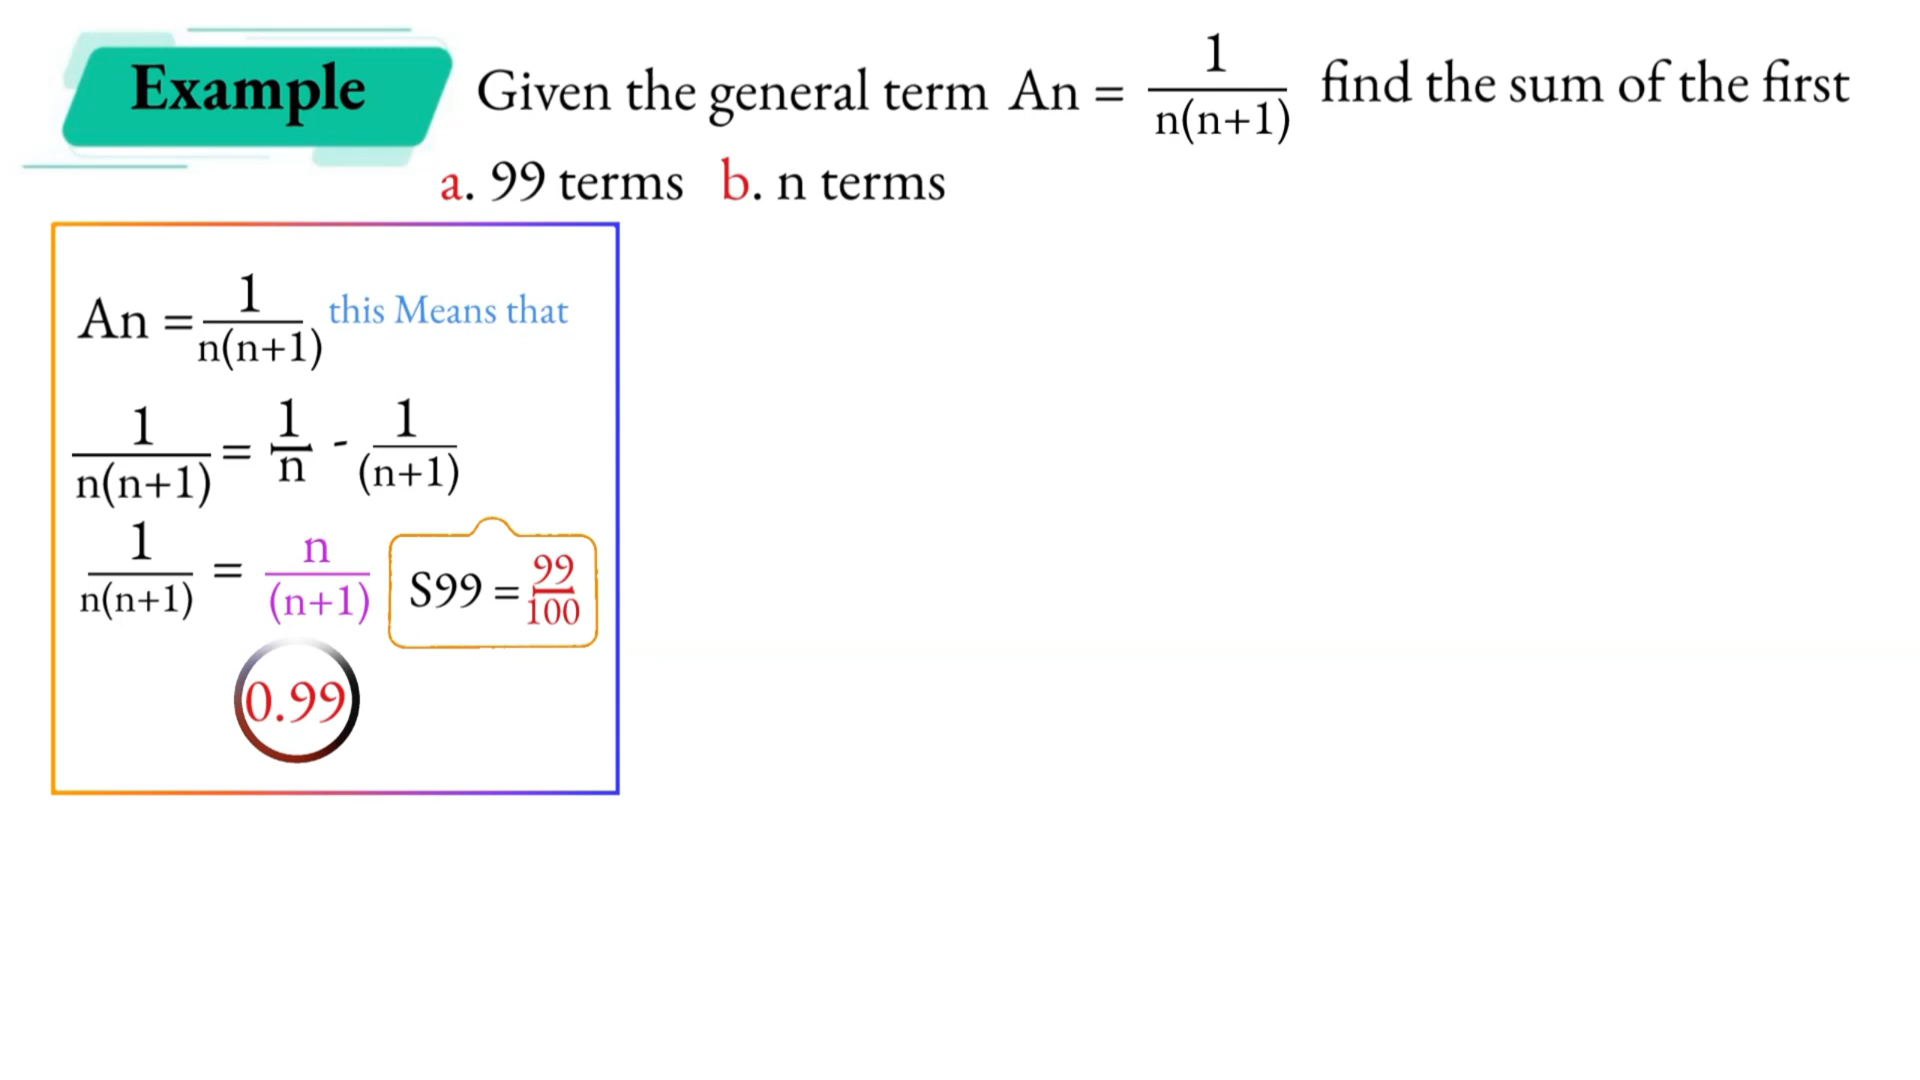 Example
Given the general term An = 1/n(n+1) find the sum of the first
a. 99 terms b. n terms
An = 1/n(n+1) this Means that
1/n(n+1) = 1/n - 1/(n+1)
1/n(n+1) = n/(n+1)
S99 = 99/100
0.99